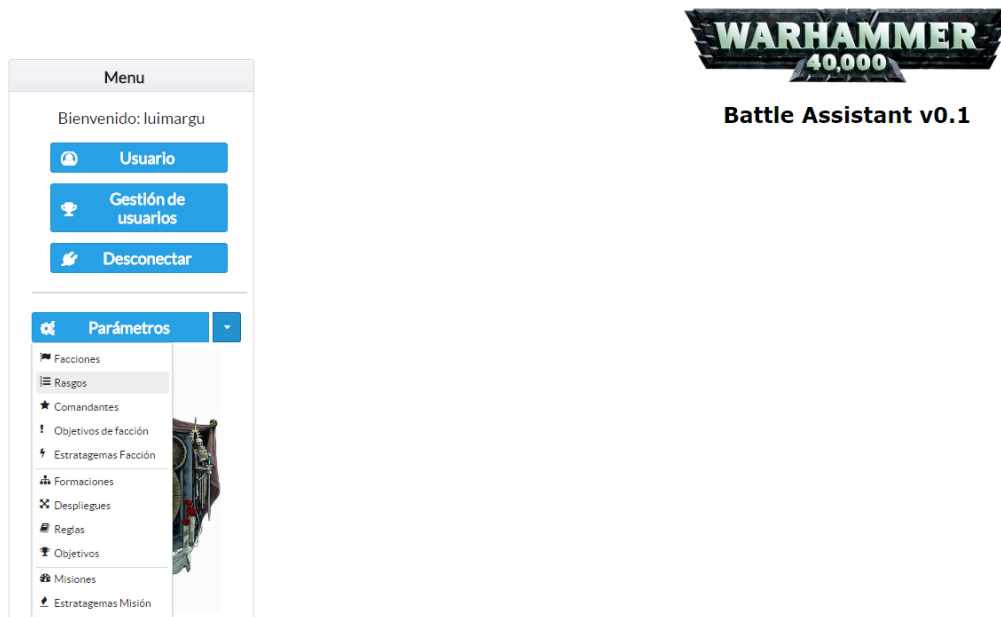 WARHAMMER
40,000
Battle Assistant v0.1
Menu
Bienvenido: luimargu
Usuario
Gestión de
usuarios
Desconectar
Parámetros
Facciones
Rasgos
Comandantes
Objetivos de facción
Estratagemas Facción
Formaciones
Despliegues
Reglas
Objetivos
Misiones
Estratagemas Misión